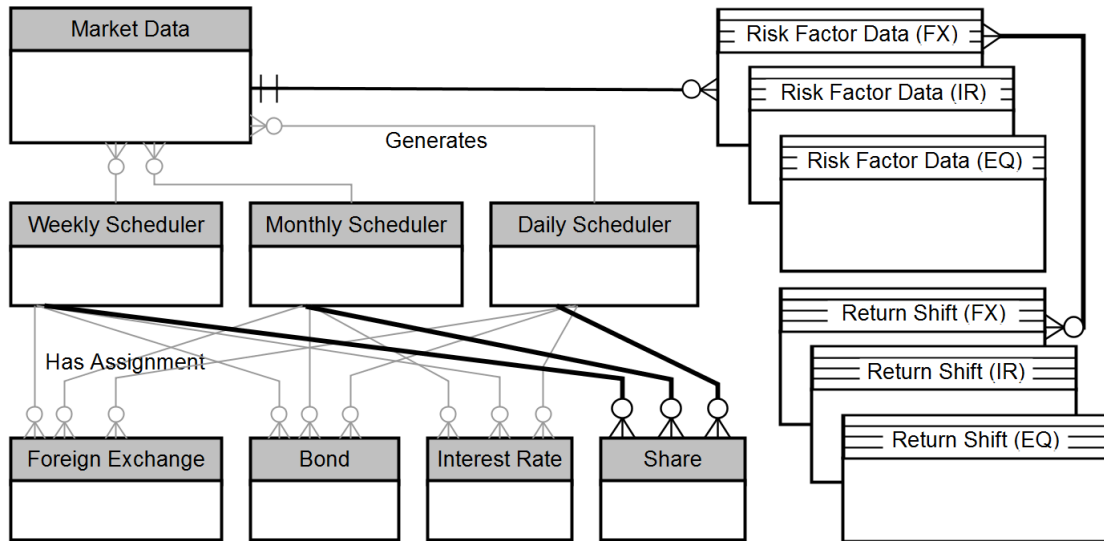 Market Data
Risk Factor Data (FX)
Risk Factor Data (IR)
Generates
Risk Factor Data (EQ)
Weekly Scheduler
Monthly Scheduler
Daily Scheduler
Return Shift (FX)
Has Assignment
Return Shift (IR)
Return Shift (EQ)
Foreign Exchange
Bond
Interest Rate
Share